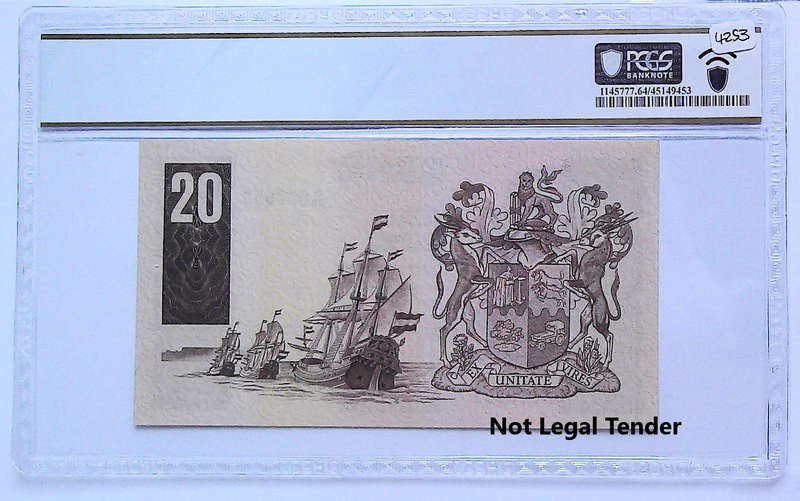 4253
PCGS
BANKNOTE
1145777.64/45149453
20
EX UNITATE VIRES
Not Legal Tender